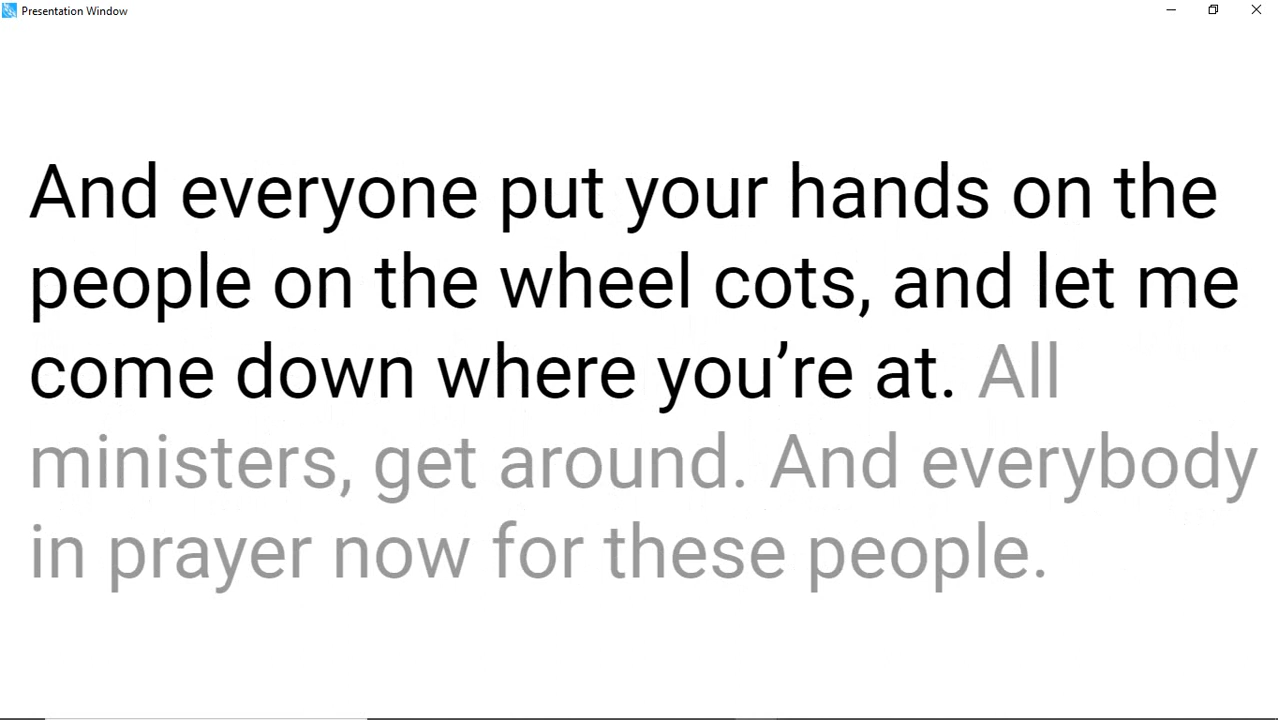 Presentation Window
And everyone put your hands on the
people on the wheel cots, and let me
come down where you’re at. All
ministers, get around. And everybody
in prayer now for these people.